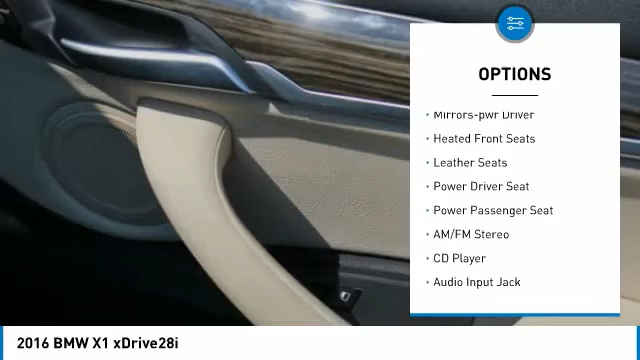 OPTIONS
Mirrors-pwr Driver
Heated Front Seats
Leather Seats
Power Driver Seat
Power Passenger Seat
AM/FM Stereo
CD Player
Audio Input Jack
2016 BMW X1 xDrive28i